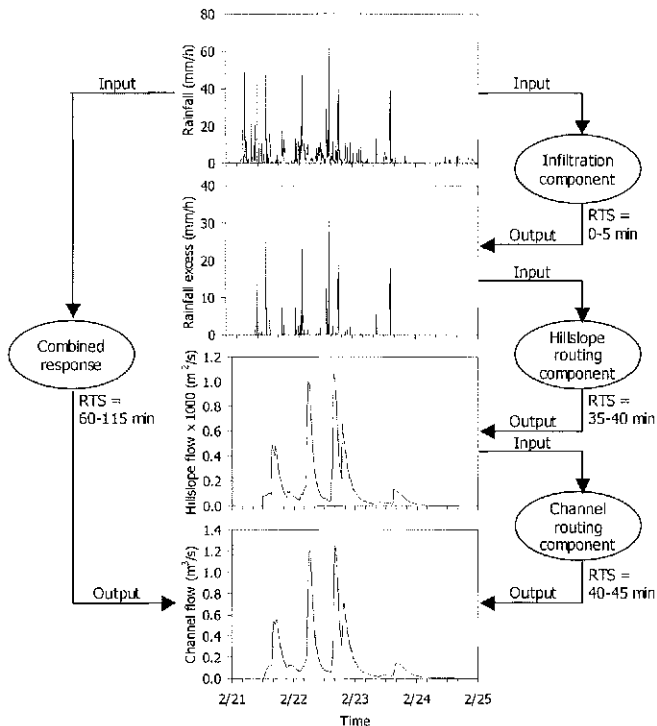 80
60
40
20
0
Rainfall (mm/h)
Input
Input
Infiltration
component
RTS =
0-5 min
Output
40
30
20
10
0
Rainfall excess (mm/h)
Input
Combined
response
RTS =
60-115 min
Hillslope
routing
component
RTS =
35-40 min
Output
1.2
1.0
0.8
0.6
0.4
0.2
0.0
Hillslope flow x 1000 (m²/s)
Input
Channel
routing
component
RTS =
40-45 min
Output
Output
1.4
1.2
1.0
0.8
0.6
0.4
0.2
0.0
Channel flow (m³/s)
2/21 2/22 2/23 2/24 2/25
Time